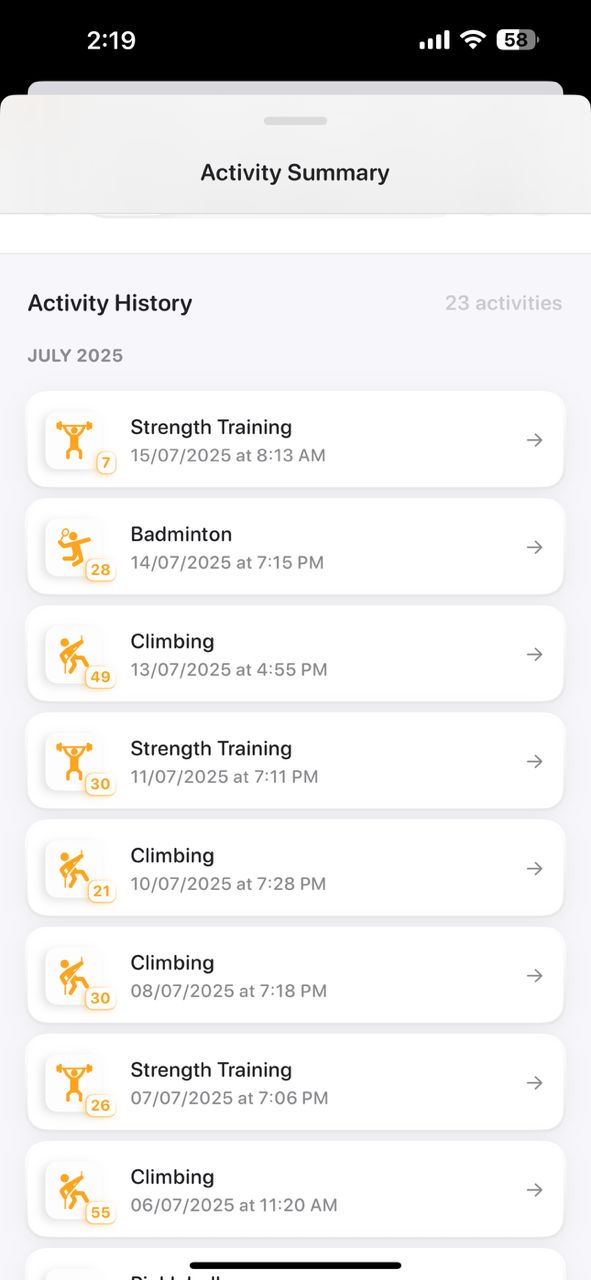 2:19
58
Activity Summary
Activity History
23 activities
JULY 2025
Strength Training
15/07/2025 at 8:13 AM
7
Badminton
14/07/2025 at 7:15 PM
28
Climbing
13/07/2025 at 4:55 PM
49
Strength Training
11/07/2025 at 7:11 PM
30
Climbing
10/07/2025 at 7:28 PM
21
Climbing
08/07/2025 at 7:18 PM
30
Strength Training
07/07/2025 at 7:06 PM
26
Climbing
06/07/2025 at 11:20 AM
55